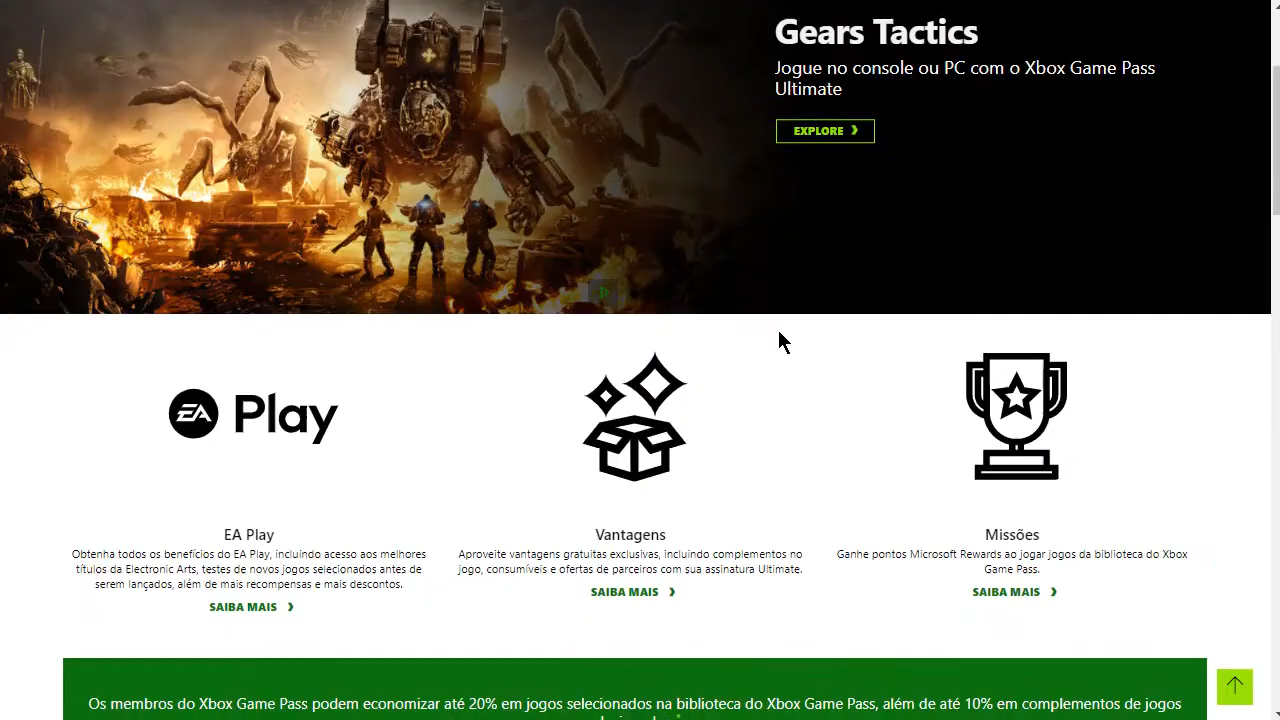 Gears Tactics
Jogue no console ou PC com o Xbox Game Pass
Ultimate
EXPLORE
EA Play
EA Play
Obtenha todos os benefícios do EA Play, incluindo acesso aos melhores
títulos da Electronic Arts, testes de novos jogos selecionados antes de
serem lançados, além de mais recompensas e mais descontos.
SAIBA MAIS
Vantagens
Aproveite vantagens gratuitas exclusivas, incluindo complementos no
jogo, consumíveis e ofertas de parceiros com sua assinatura Ultimate.
SAIBA MAIS
Missões
Ganhe pontos Microsoft Rewards ao jogar jogos da biblioteca do Xbox
Game Pass.
SAIBA MAIS
Os membros do Xbox Game Pass podem economizar até 20% em jogos selecionados na biblioteca do Xbox Game Pass, além de até 10% em complementos de jogos